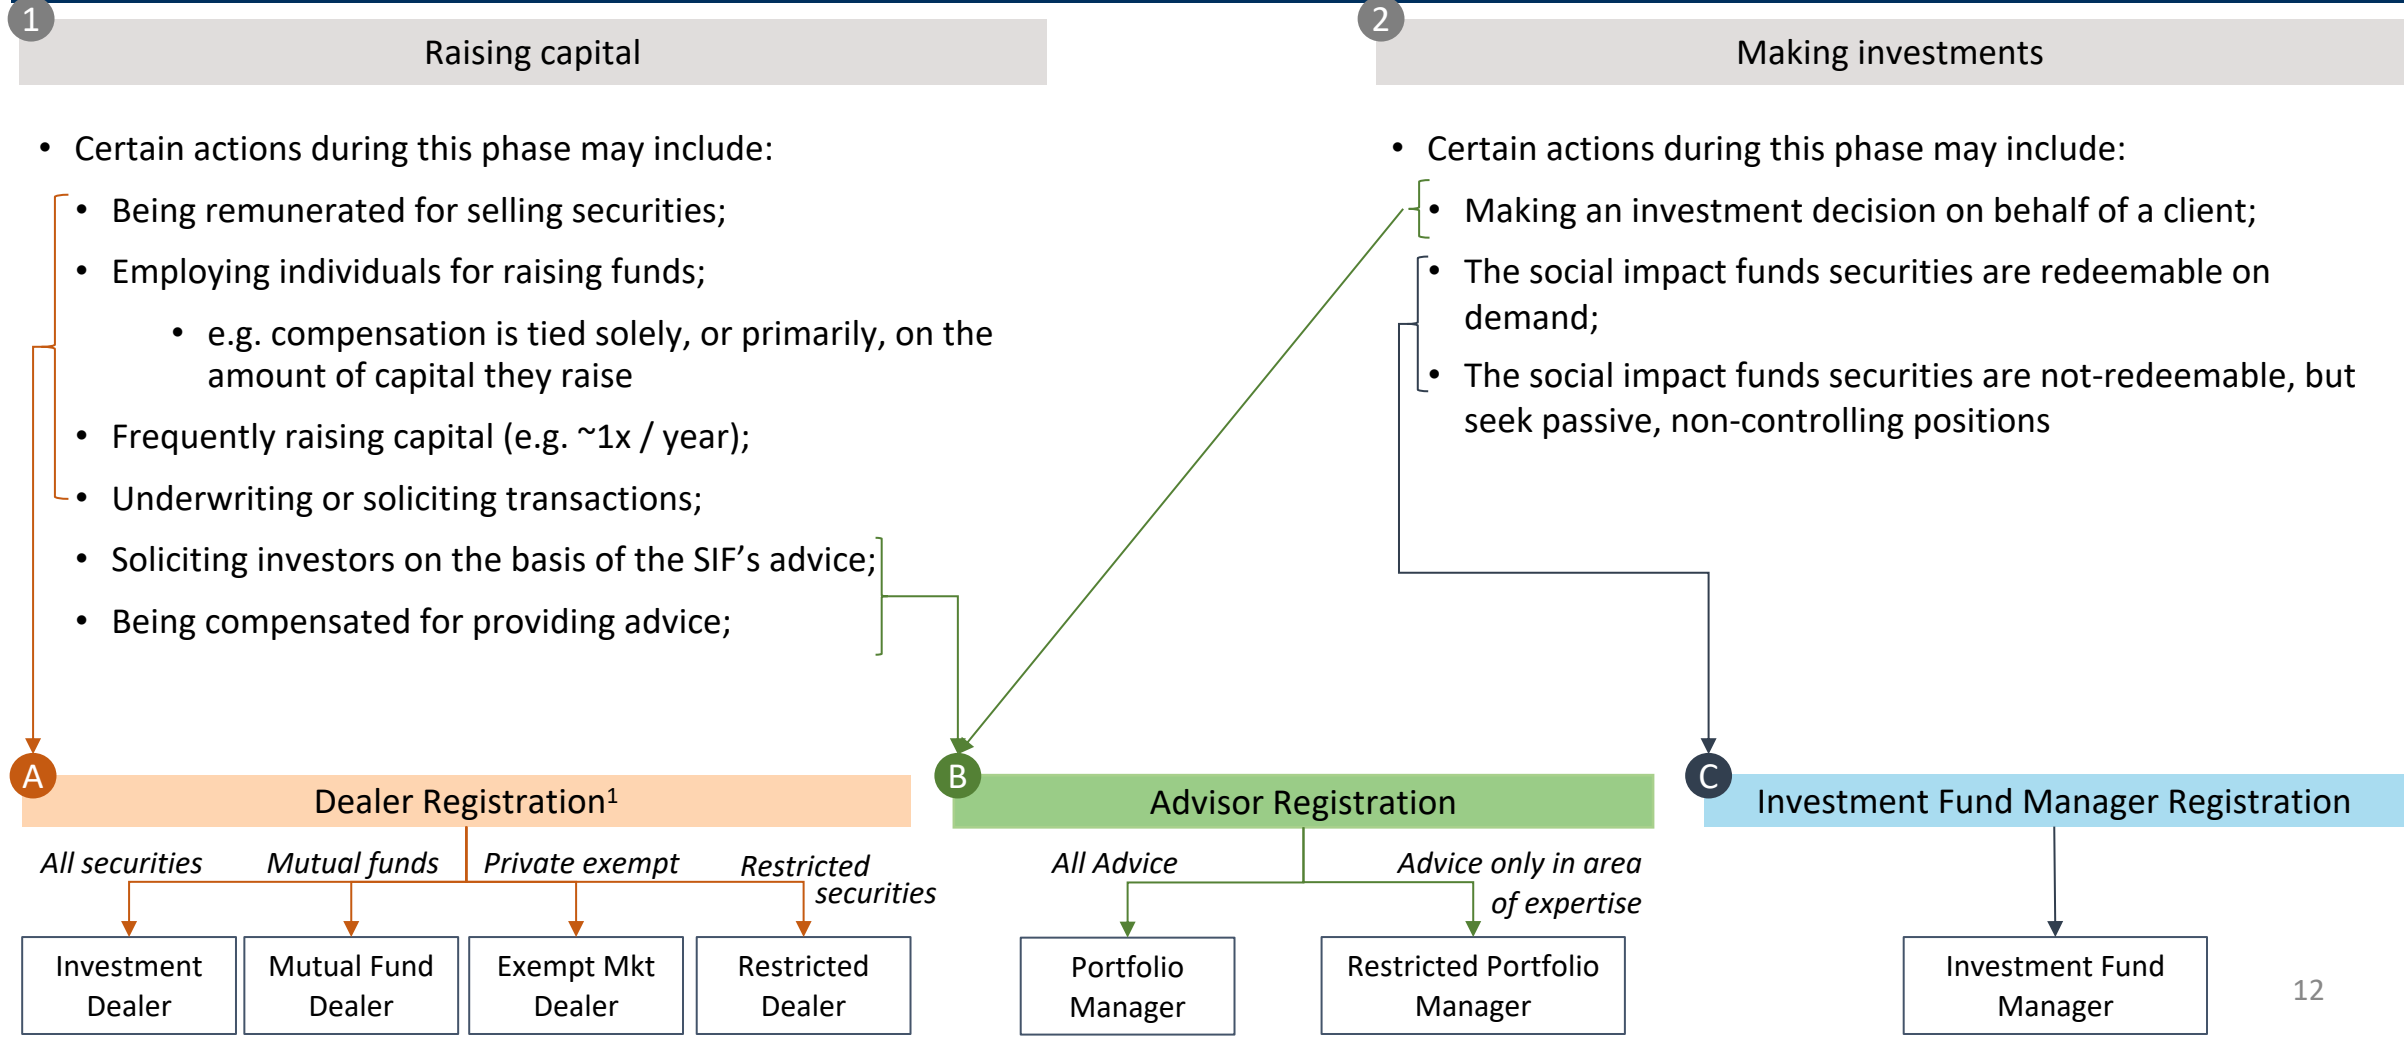 1
Raising capital
• Certain actions during this phase may include:
• Being remunerated for selling securities;
• Employing individuals for raising funds;
• e.g. compensation is tied solely, or primarily, on the
amount of capital they raise
• Frequently raising capital (e.g. ~1x / year);
• Underwriting or soliciting transactions;
• Soliciting investors on the basis of the SIF's advice;
• Being compensated for providing advice;
2
Making investments
• Certain actions during this phase may include:
• Making an investment decision on behalf of a client;
• The social impact funds securities are redeemable on
demand;
• The social impact funds securities are not-redeemable, but
seek passive, non-controlling positions
A
Dealer Registration¹
All securities
Mutual funds
Private exempt
Restricted
securities
Investment
Dealer
Mutual Fund
Dealer
Exempt Mkt
Dealer
Restricted
Dealer
B
Advisor Registration
All Advice
Advice only in area
of expertise
Portfolio
Manager
Restricted Portfolio
Manager
C
Investment Fund Manager Registration
Investment Fund
Manager
12